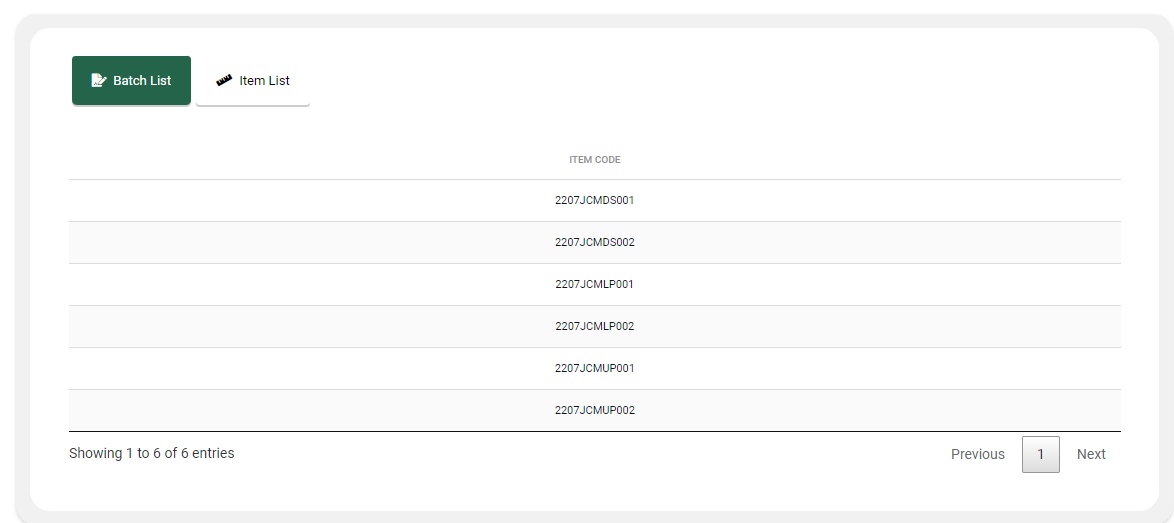 Batch List
Item List
ITEM CODE
2207JCMDS001
2207JCMDS002
2207JCMLP001
2207JCMLP002
2207JCMUP001
2207JCMUP002
Showing 1 to 6 of 6 entries
Previous 1 Next